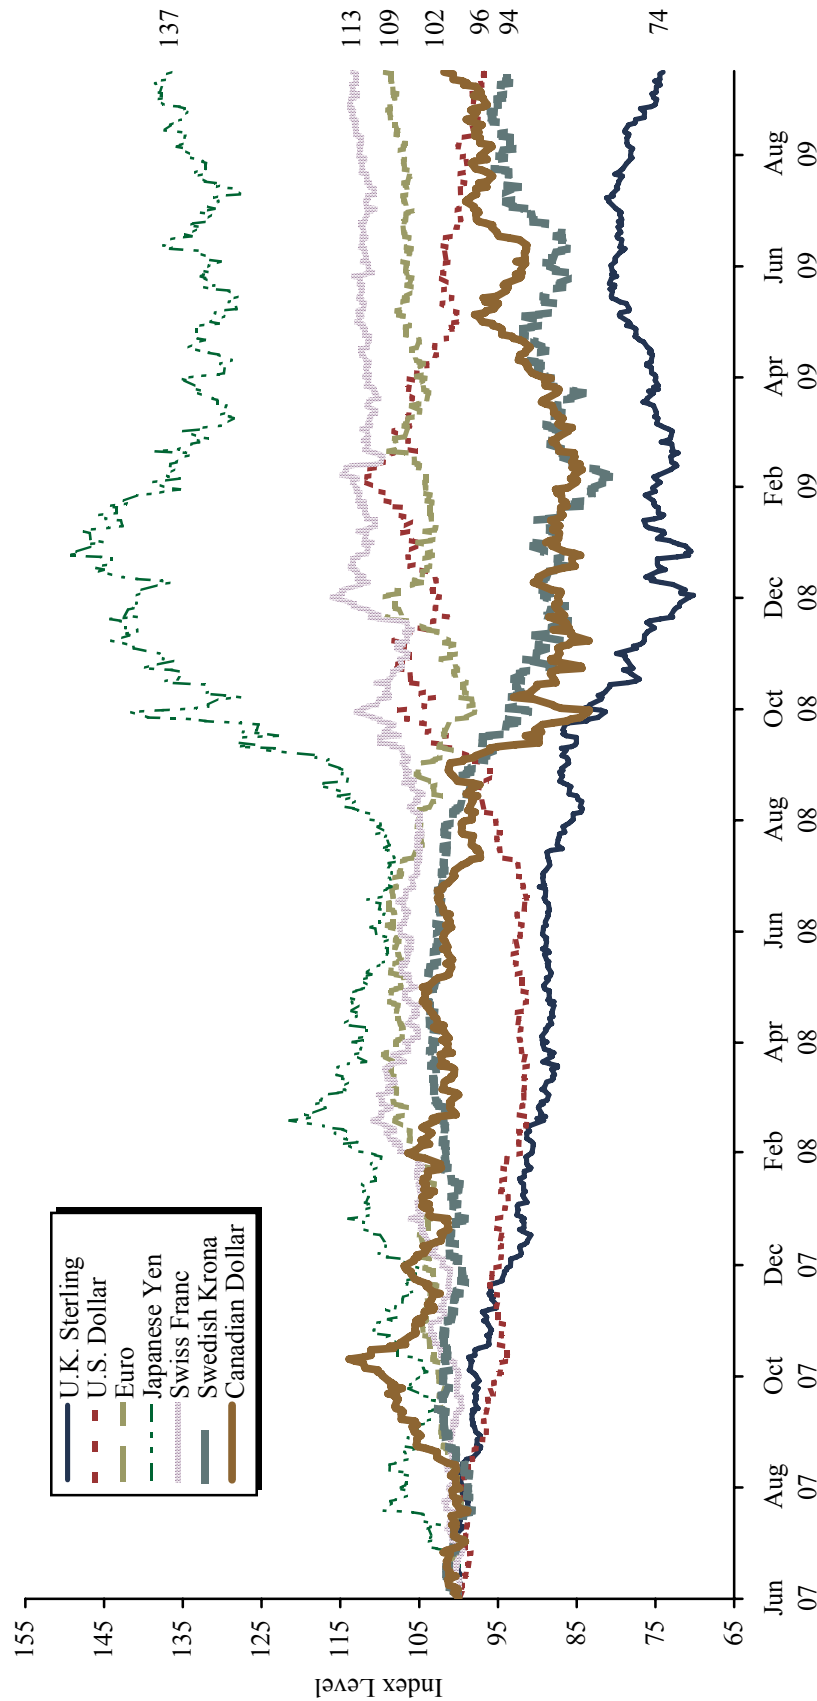 155
145
135
125
115
105
95
85
75
65
Index Level
U.K. Sterling
U.S. Dollar
Euro
Japanese Yen
Swiss Franc
Swedish Krona
Canadian Dollar
137
113
109
102
96
94
74
Jun Aug Oct Dec Feb Apr Jun Aug Oct Dec Feb Apr Jun Aug
07 07 07 07 08 08 08 08 08 08 09 09 09 09